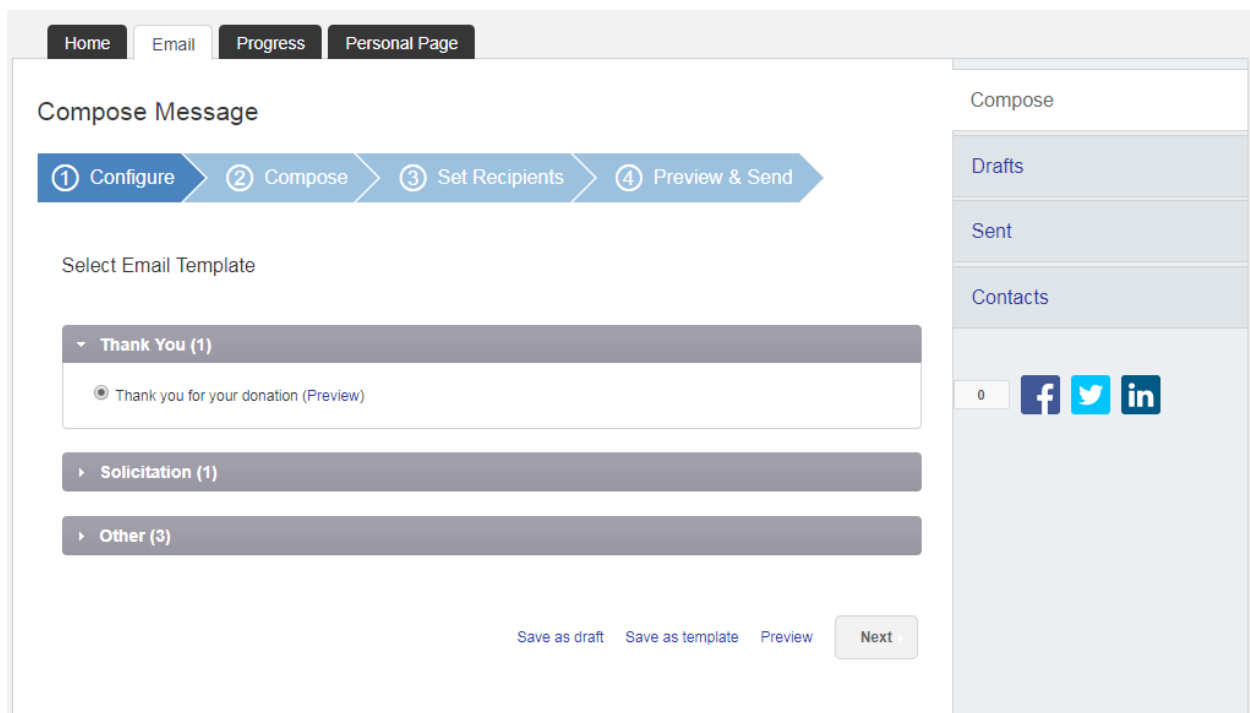 Home Email Progress Personal Page
Compose Message
1 Configure 2 Compose 3 Set Recipients 4 Preview & Send
Select Email Template
Thank You (1)
Thank you for your donation (Preview)
Solicitation (1)
Other (3)
Save as draft Save as template Preview Next
Compose
Drafts
Sent
Contacts
0 f in